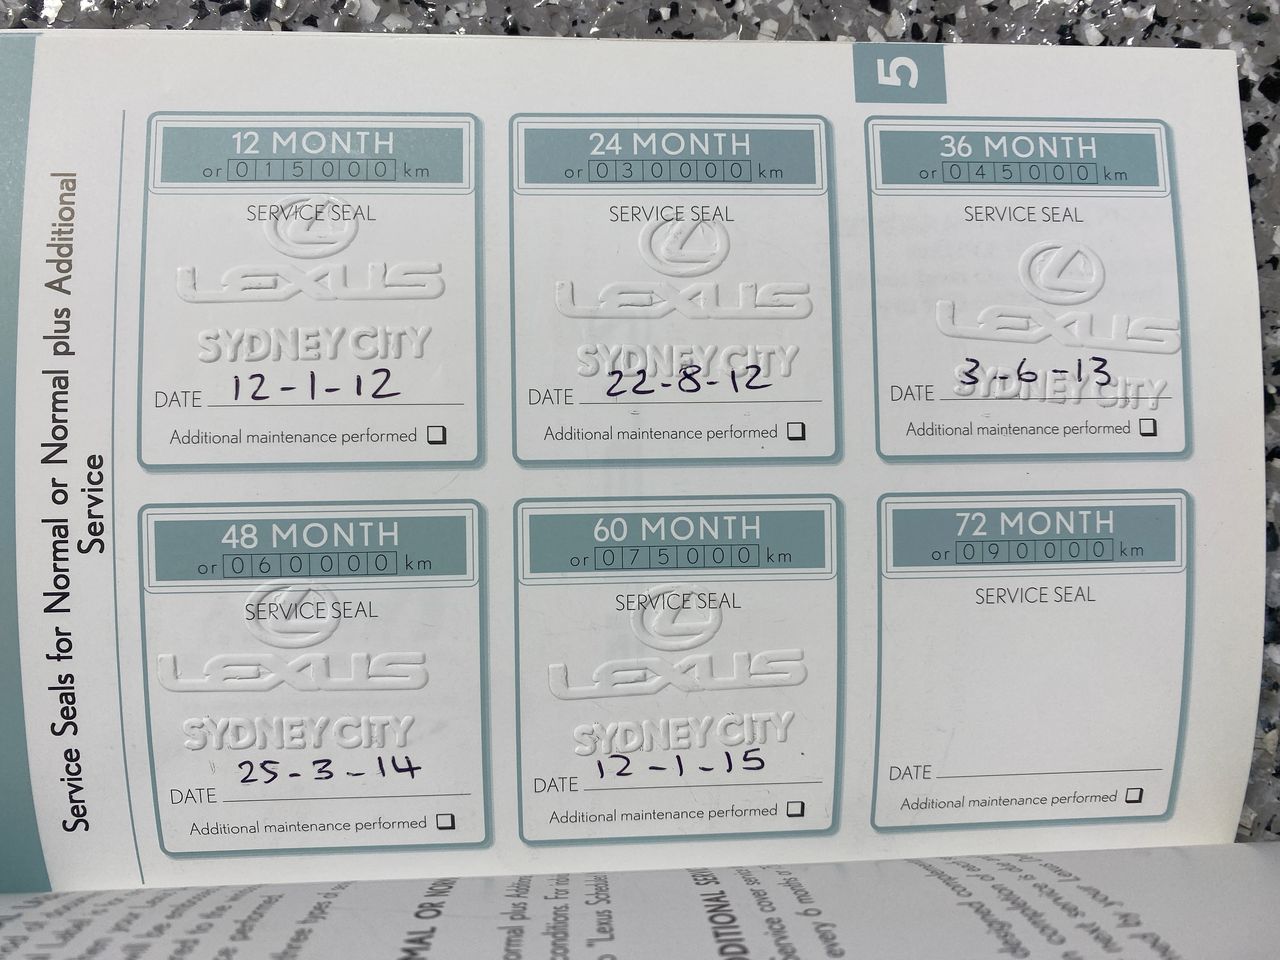 5
Service Seals for Normal or Normal plus Additional
Service
12 MONTH
or 015000 km
SERVICE SEAL
LEXUS
SYDNEY CITY
DATE 12-1-12
Additional maintenance performed
24 MONTH
or 030000 km
SERVICE SEAL
LEXUS
SYDNEY CITY
DATE 22-8-12
Additional maintenance performed
36 MONTH
or 045000 km
SERVICE SEAL
LEXUS
SYDNEY CITY
DATE 3-6-13
Additional maintenance performed
48 MONTH
or 060000 km
SERVICE SEAL
LEXUS
SYDNEY CITY
25-3-14
DATE
Additional maintenance performed
60 MONTH
or 075000 km
SERVICE SEAL
LEXUS
SYDNEY CITY
DATE 12-1-15
Additional maintenance performed
72 MONTH
or 090000 km
SERVICE SEAL
DATE
Additional maintenance performed